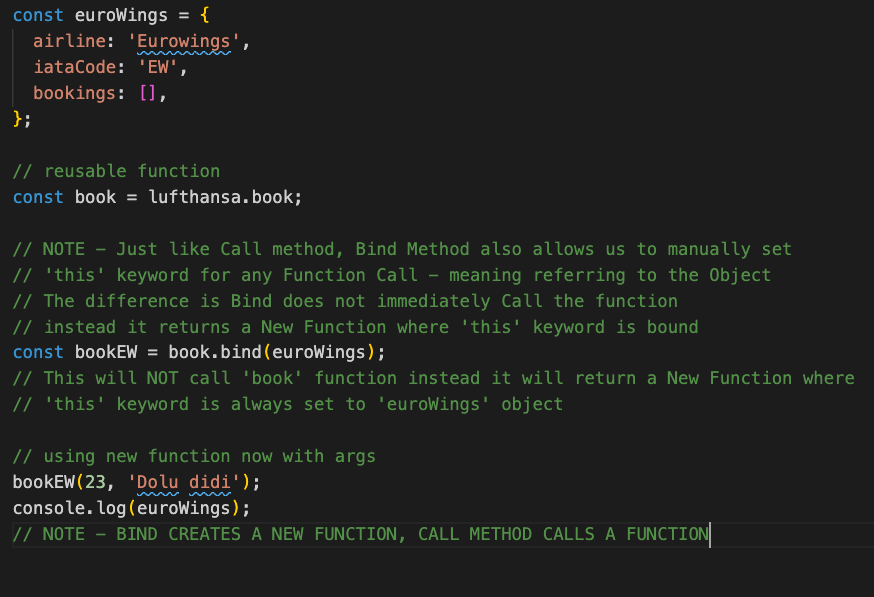 const euroWings = {
  airline: 'Eurowings',
  iataCode: 'EW',
  bookings: [],
};

// reusable function
const book = lufthansa.book;

// NOTE – Just like Call method, Bind Method also allows us to manually set
// 'this' keyword for any Function Call – meaning referring to the Object
// The difference is Bind does not immediately Call the function
// instead it returns a New Function where 'this' keyword is bound
const bookEW = book.bind(euroWings);
// This will NOT call 'book' function instead it will return a New Function where
// 'this' keyword is always set to 'euroWings' object

// using new function now with args
bookEW(23, 'Dolu didi');
console.log(euroWings);
// NOTE – BIND CREATES A NEW FUNCTION, CALL METHOD CALLS A FUNCTION